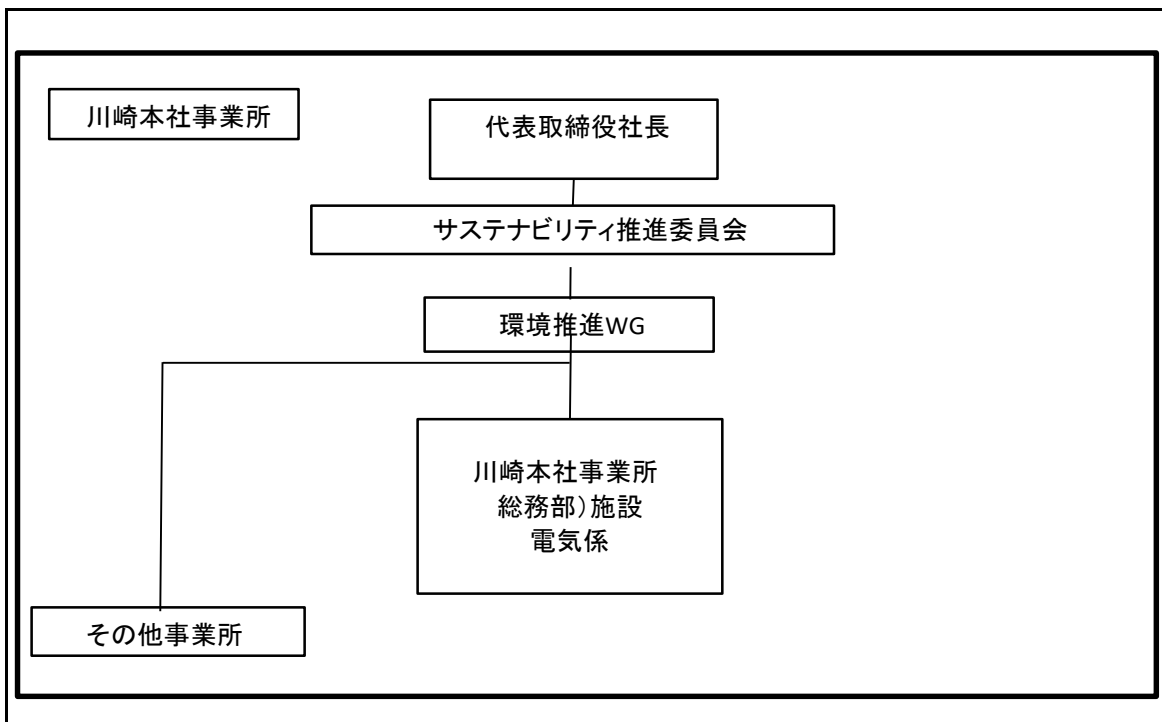 川崎本社事業所
代表取締役社長
サステナビリティ推進委員会
環境推進WG
川崎本社事業所
総務部）施設
電気係
その他事業所